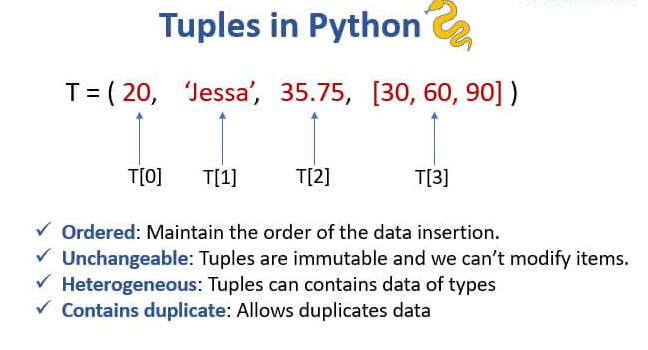 Tuples in Python
T = ( 20, ‘Jessa’, 35.75, [30, 60, 90] )
T[0] T[1] T[2] T[3]
✓ Ordered: Maintain the order of the data insertion.
✓ Unchangeable: Tuples are immutable and we can’t modify items.
✓ Heterogeneous: Tuples can contains data of types
✓ Contains duplicate: Allows duplicates data